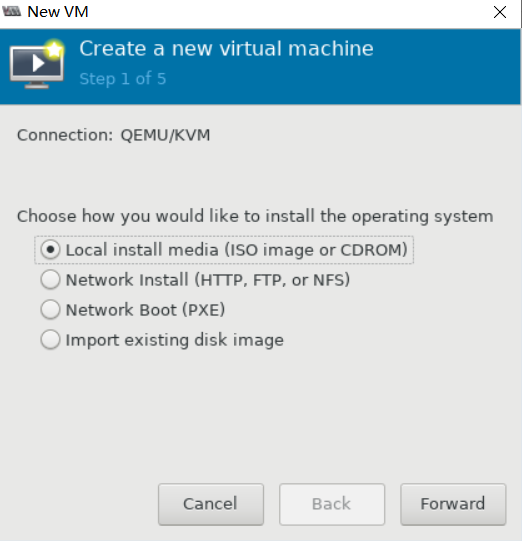 New VM
Create a new virtual machine
Step 1 of 5
Connection: QEMU/KVM
Choose how you would like to install the operating system
Local install media (ISO image or CDROM)
Network Install (HTTP, FTP, or NFS)
Network Boot (PXE)
Import existing disk image
Cancel Back Forward